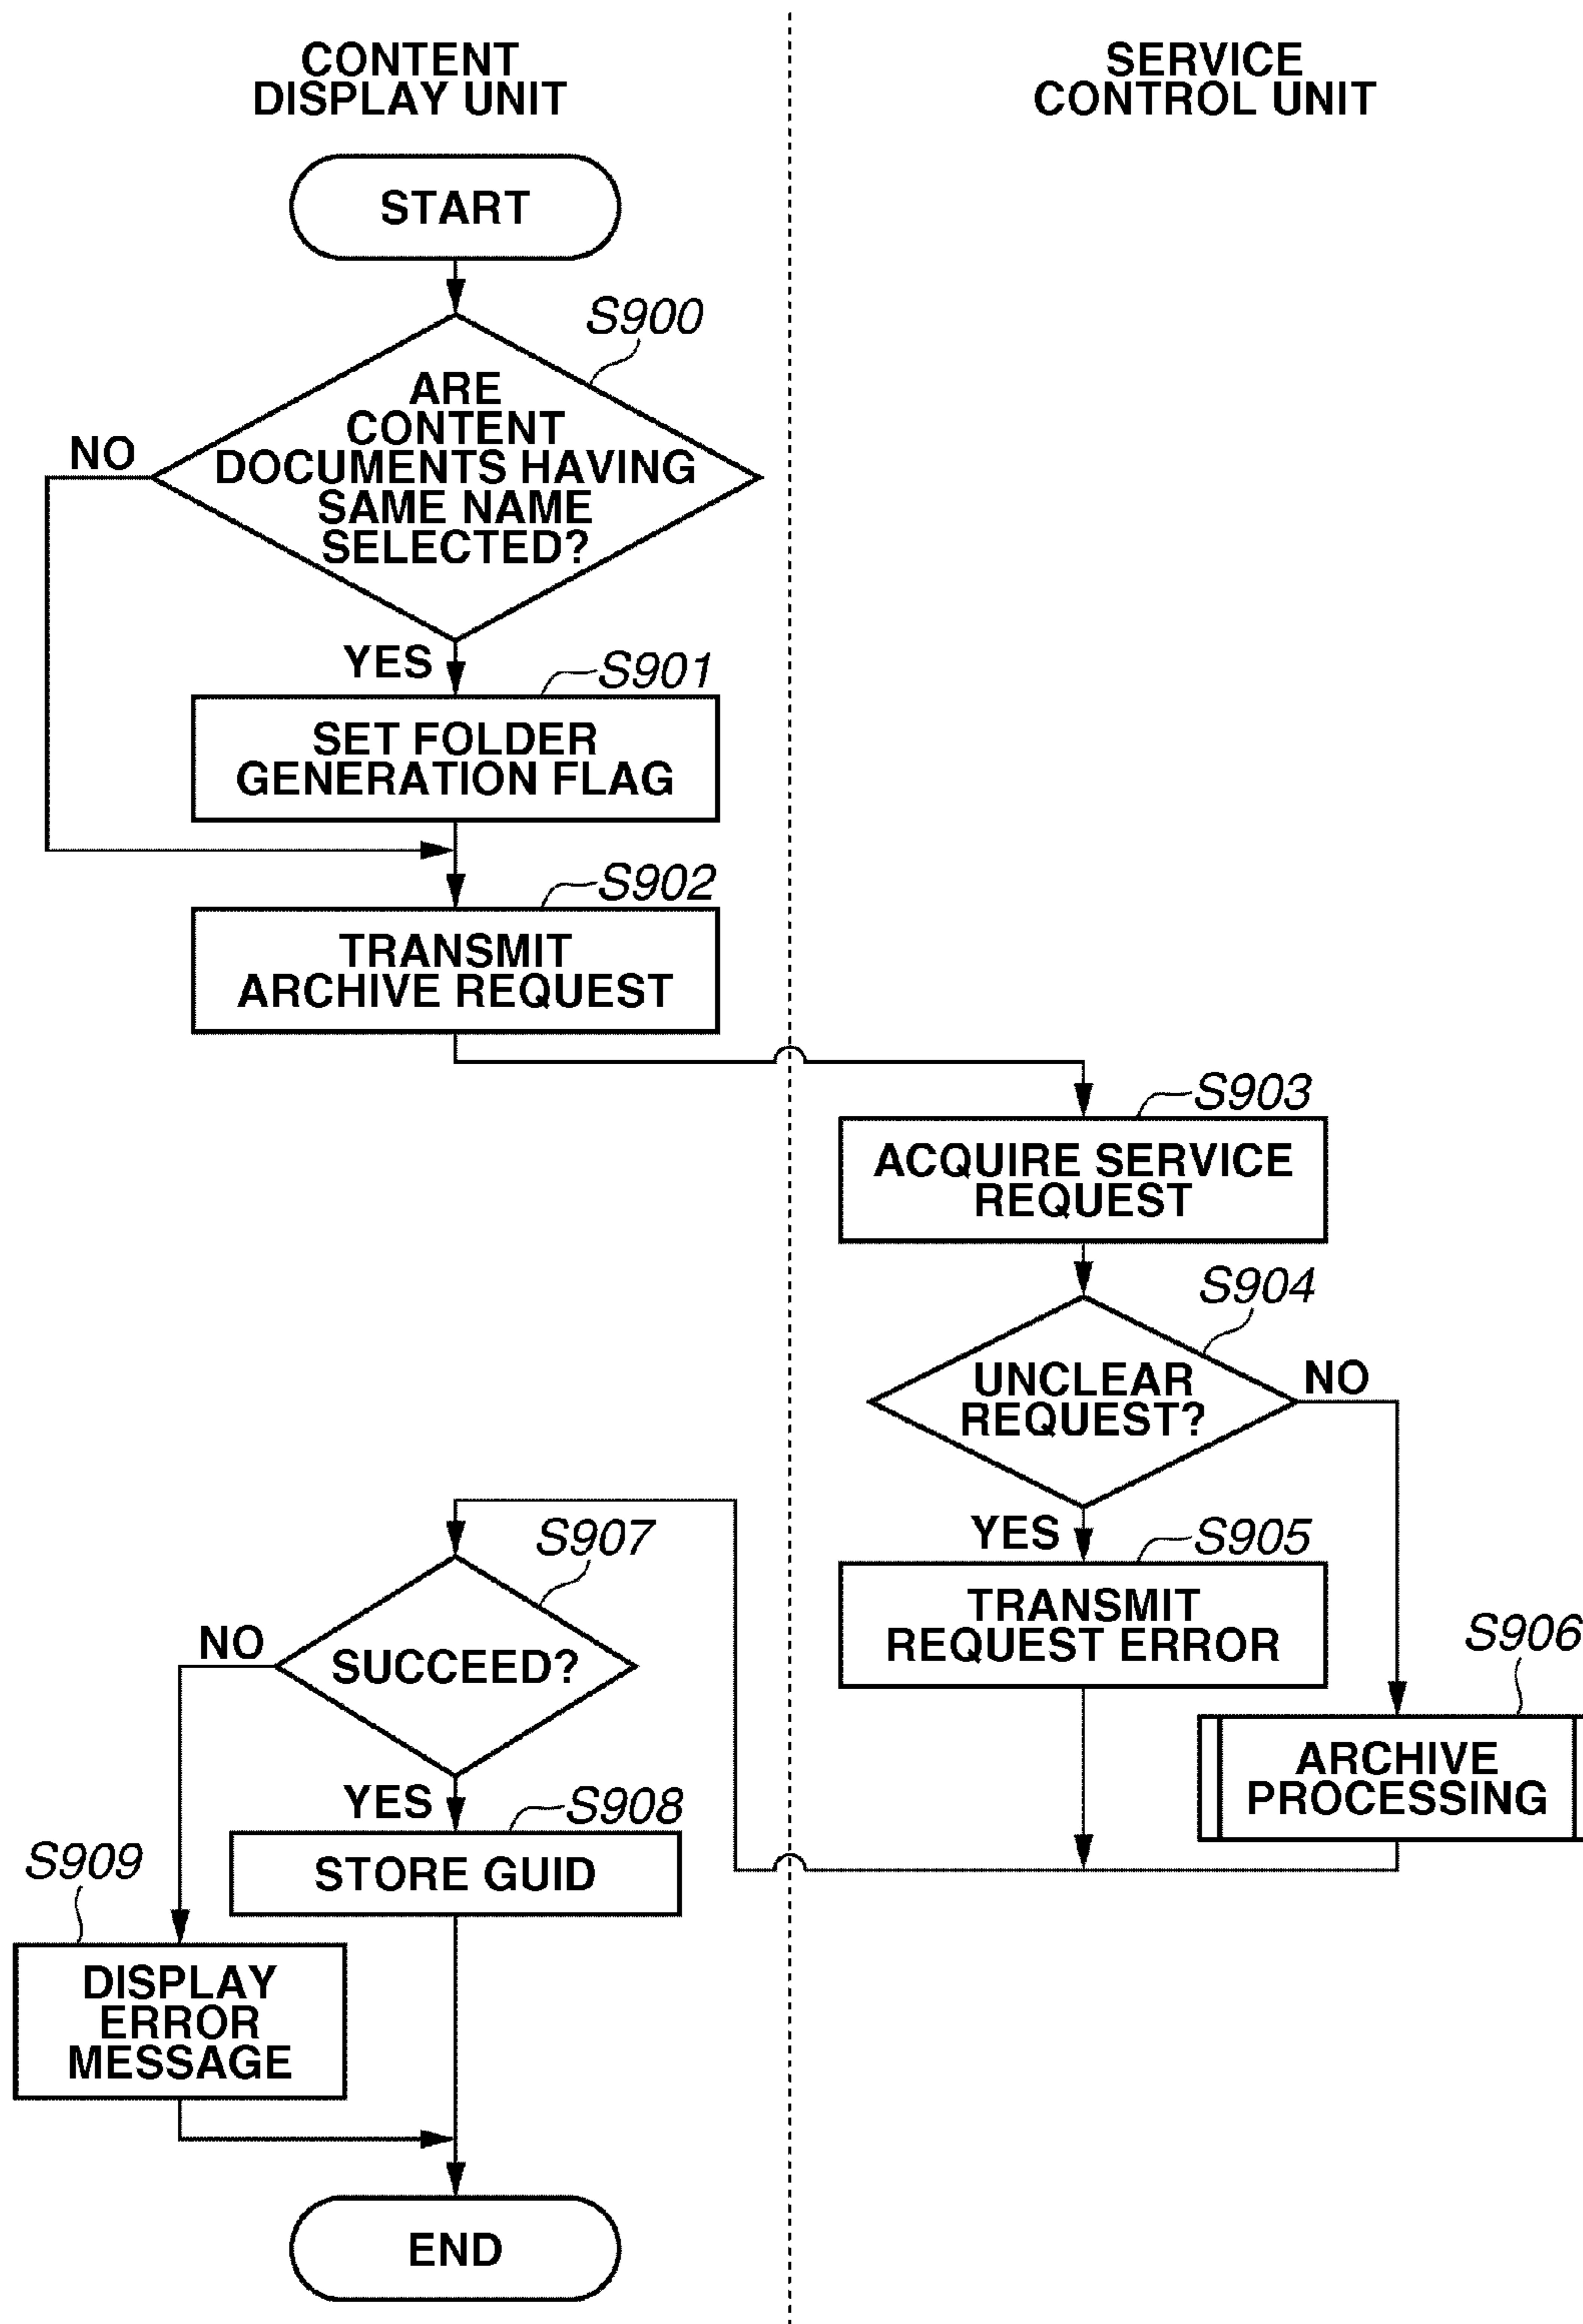 CONTENT
DISPLAY UNIT
SERVICE
CONTROL UNIT
START
S900
ARE
CONTENT
DOCUMENTS HAVING
SAME NAME
SELECTED?
NO
YES
S901
SET FOLDER
GENERATION FLAG
S902
TRANSMIT
ARCHIVE REQUEST
S903
ACQUIRE SERVICE
REQUEST
S904
UNCLEAR
REQUEST?
NO
YES
S905
TRANSMIT
REQUEST ERROR
S906
ARCHIVE
PROCESSING
S907
SUCCEED?
NO
YES
S908
STORE GUID
S909
DISPLAY
ERROR
MESSAGE
END